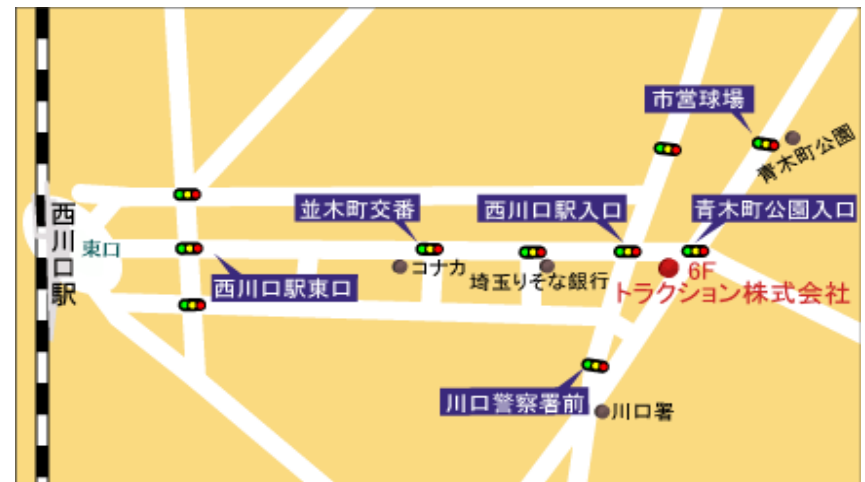 市営球場
青木町公園
西川口駅
東口
並木町交番
西川口駅入口
青木町公園入口
コナカ
埼玉りそな銀行
6F
トラクション株式会社
西川口駅東口
川口警察署前
川口署